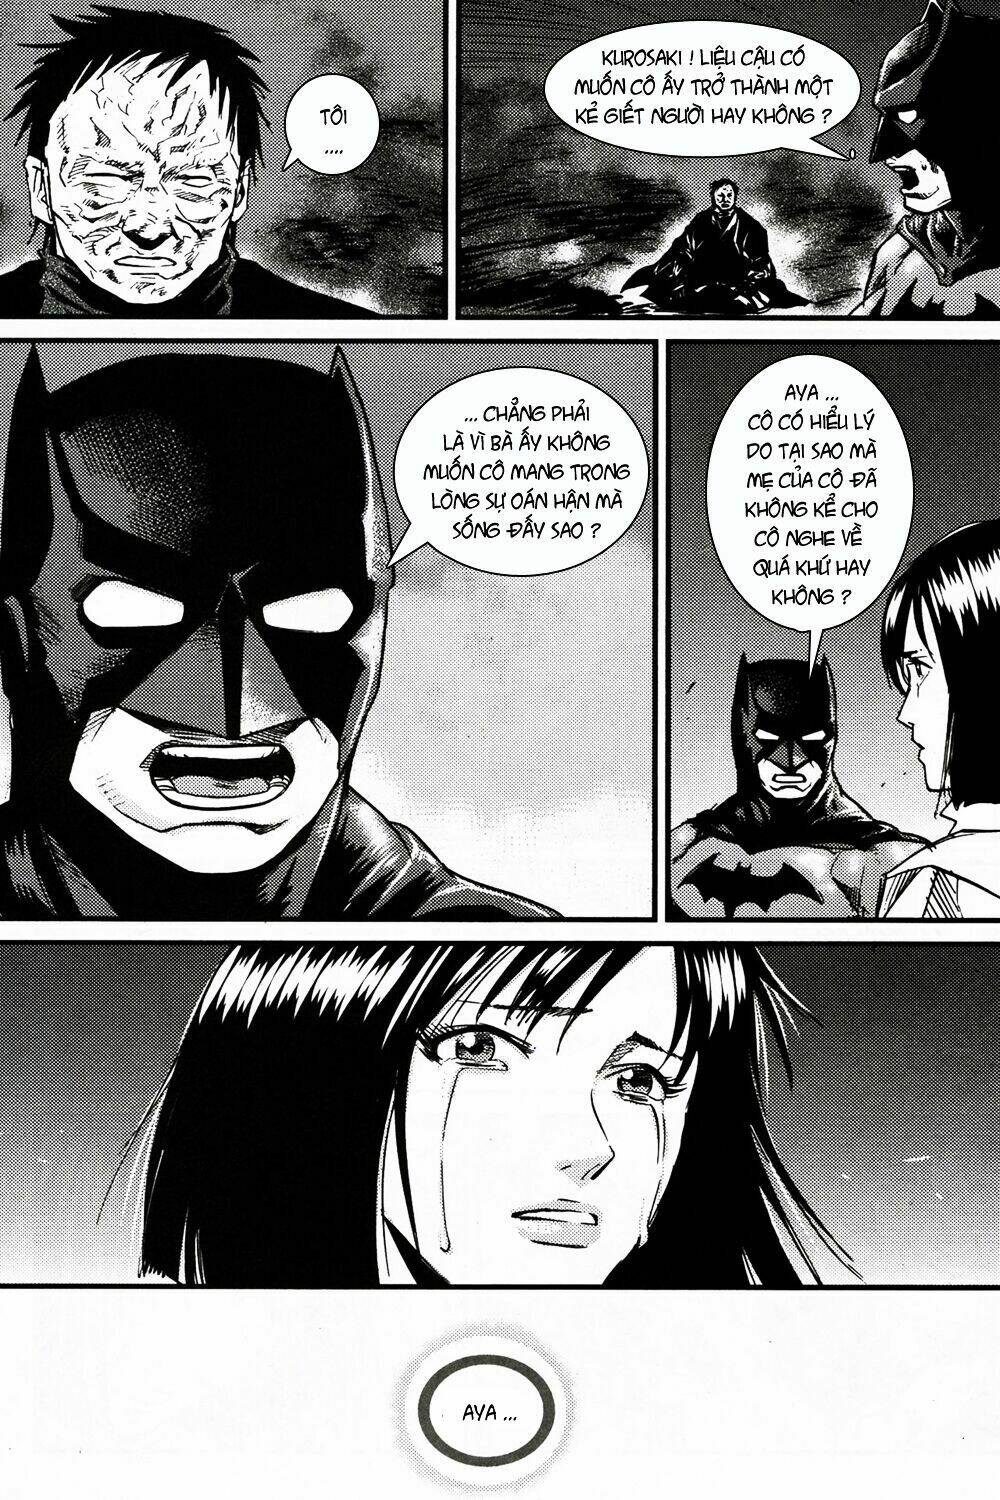 KUROSAKI ! LIỆU CẬU CÓ
MUỐN CÔ ẤY TRỞ THÀNH MỘT
KẺ GIẾT NGƯỜI HAY KHÔNG ?
TÔI
....
AYA ...
CÔ CÓ HIỂU LÝ
DO TẠI SAO MÀ
MẸ CỦA CÔ ĐÃ
KHÔNG KỂ CHO
CÔ NGHE VỀ
QUÁ KHỨ HAY
KHÔNG ?
... CHẲNG PHẢI
LÀ VÌ BÀ ẤY KHÔNG
MUỐN CÔ MANG TRONG
LÒNG SỰ OÁN HẬN MÀ
SỐNG ĐẤY SAO ?
AYA ...